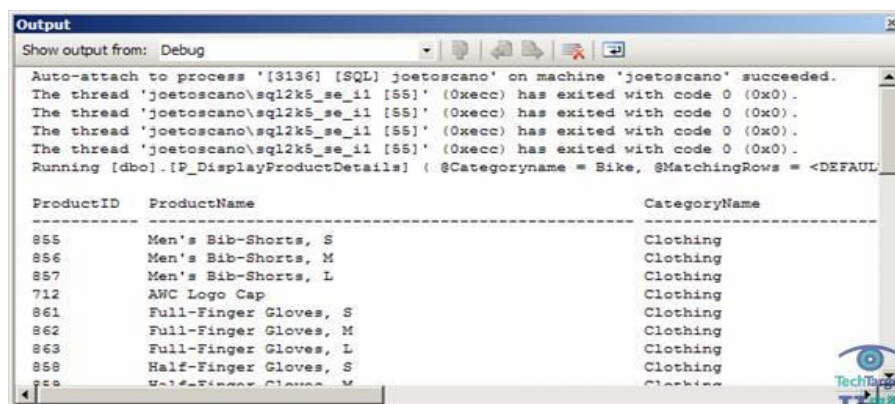 Output
Show output from: Debug
Auto-attach to process '[3136] [SQL] joetoscano' on machine 'joetoscano' succeeded.
The thread 'joetoscano\sql2k5_se_i1 [55]' (0xecc) has exited with code 0 (0x0).
The thread 'joetoscano\sql2k5_se_i1 [55]' (0xecc) has exited with code 0 (0x0).
The thread 'joetoscano\sql2k5_se_i1 [55]' (0xecc) has exited with code 0 (0x0).
The thread 'joetoscano\sql2k5_se_i1 [55]' (0xecc) has exited with code 0 (0x0).
Running [dbo].[P_DisplayProductDetails] ( @Categoryname = Bike, @MatchingRows = <DEFAUL
ProductID ProductName CategoryName
855 Men's Bib-Shorts, S Clothing
856 Men's Bib-Shorts, M Clothing
857 Men's Bib-Shorts, L Clothing
712 AWC Logo Cap Clothing
861 Full-Finger Gloves, S Clothing
862 Full-Finger Gloves, M Clothing
863 Full-Finger Gloves, L Clothing
858 Half-Finger Gloves, S Clothing
859 Half-Finger Gloves, M Clothing
TechTarget